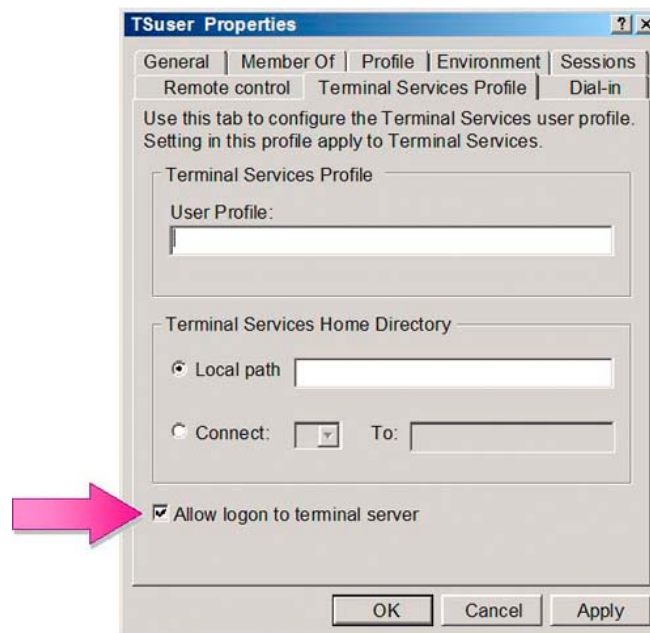 TSuser Properties
General Member Of Profile Environment Sessions
Remote control Terminal Services Profile Dial-in
Use this tab to configure the Terminal Services user profile.
Setting in this profile apply to Terminal Services.
Terminal Services Profile
User Profile:
Terminal Services Home Directory
Local path
Connect: To:
Allow logon to terminal server
OK Cancel Apply